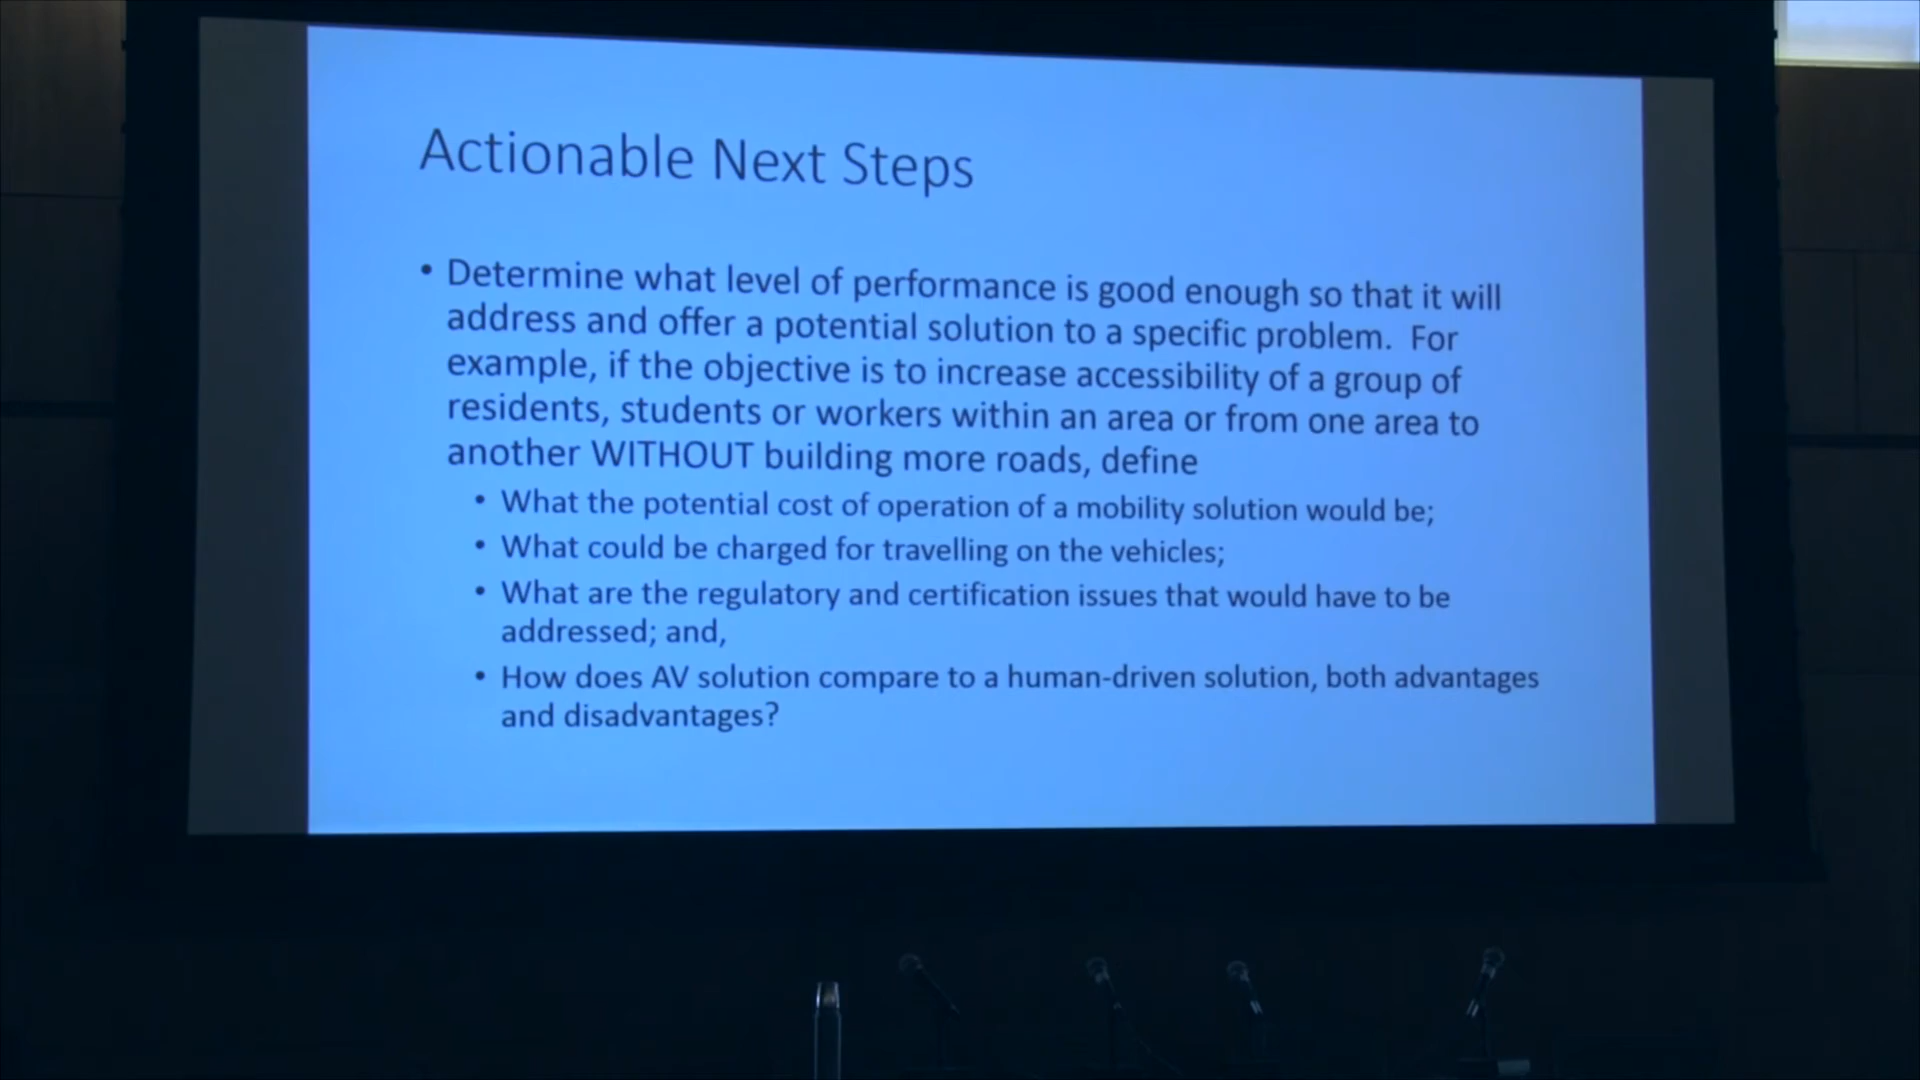 Actionable Next Steps
• Determine what level of performance is good enough so that it will
address and offer a potential solution to a specific problem. For
example, if the objective is to increase accessibility of a group of
residents, students or workers within an area or from one area to
another WITHOUT building more roads, define
• What the potential cost of operation of a mobility solution would be;
• What could be charged for travelling on the vehicles;
• What are the regulatory and certification issues that would have to be
addressed; and,
• How does AV solution compare to a human-driven solution, both advantages
and disadvantages?